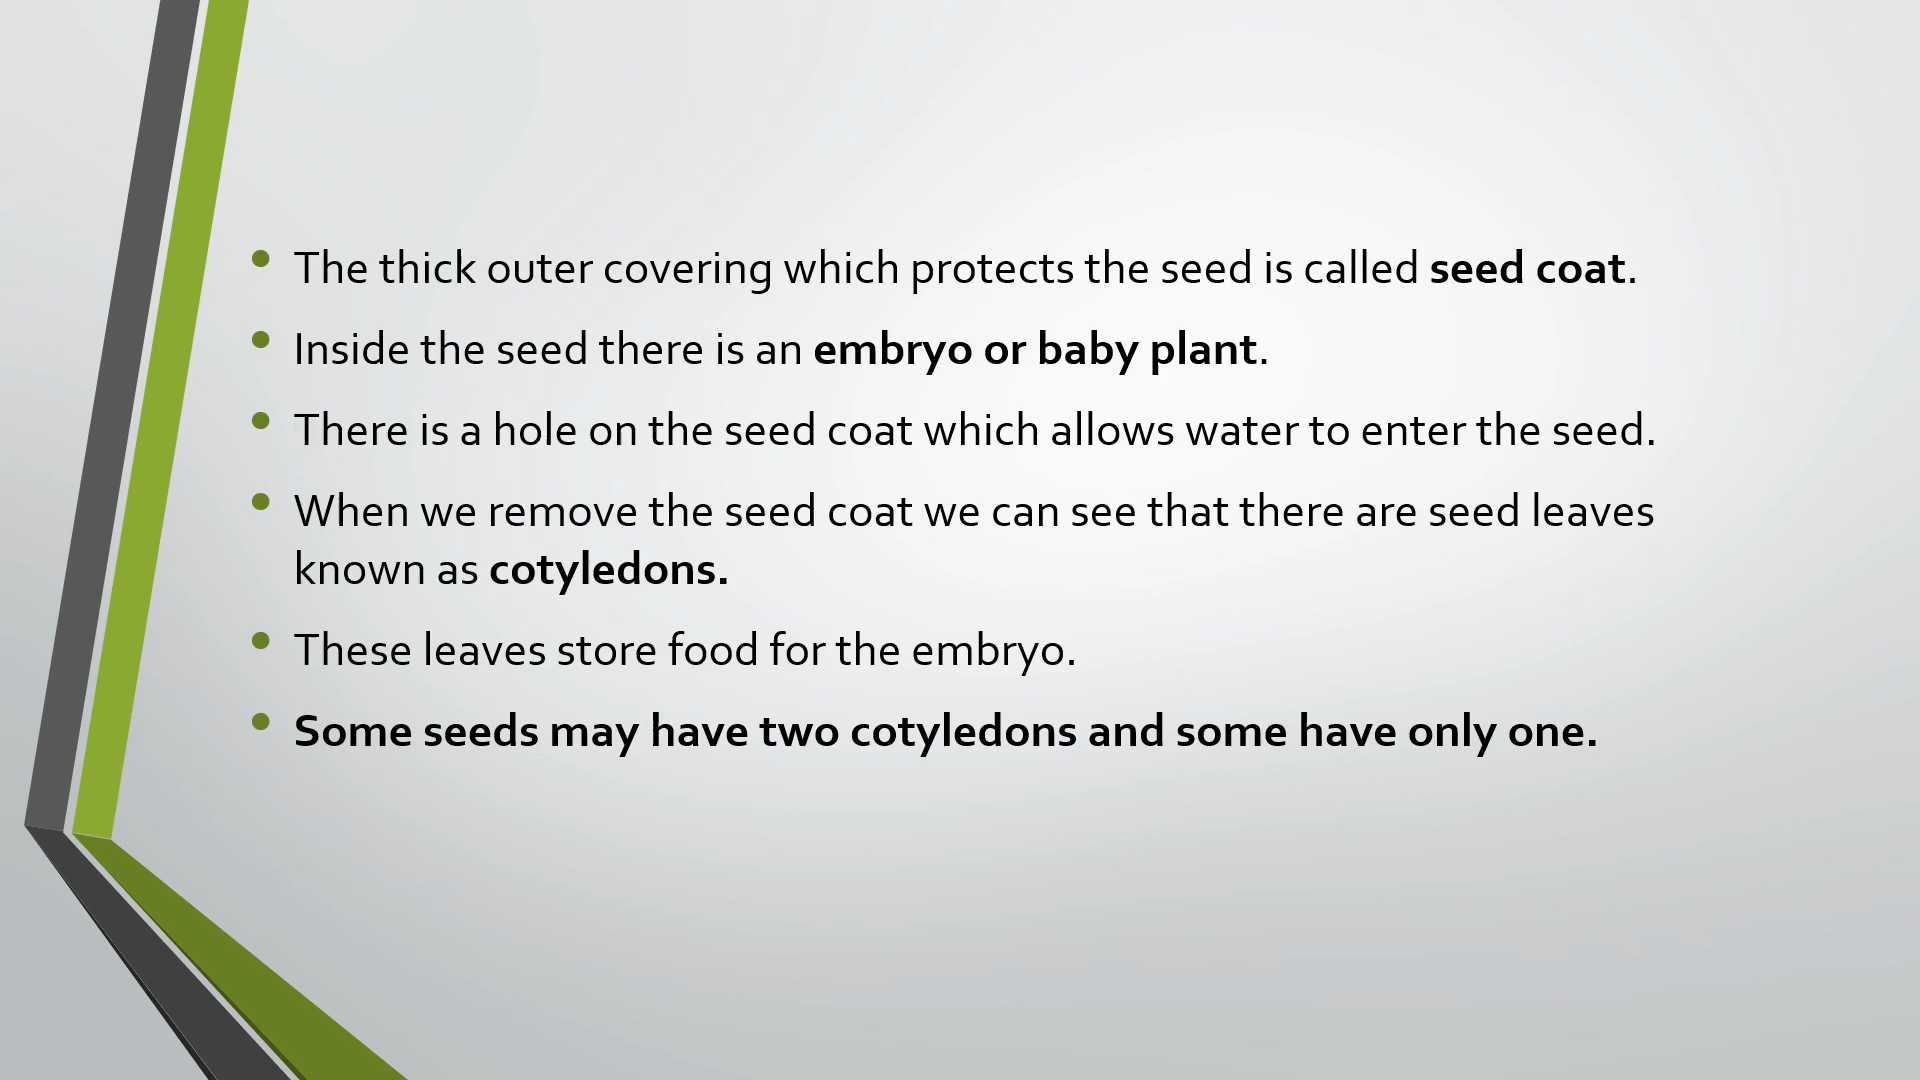 • The thick outer covering which protects the seed is called seed coat.
• Inside the seed there is an embryo or baby plant.
• There is a hole on the seed coat which allows water to enter the seed.
• When we remove the seed coat we can see that there are seed leaves
known as cotyledons.
• These leaves store food for the embryo.
• Some seeds may have two cotyledons and some have only one.